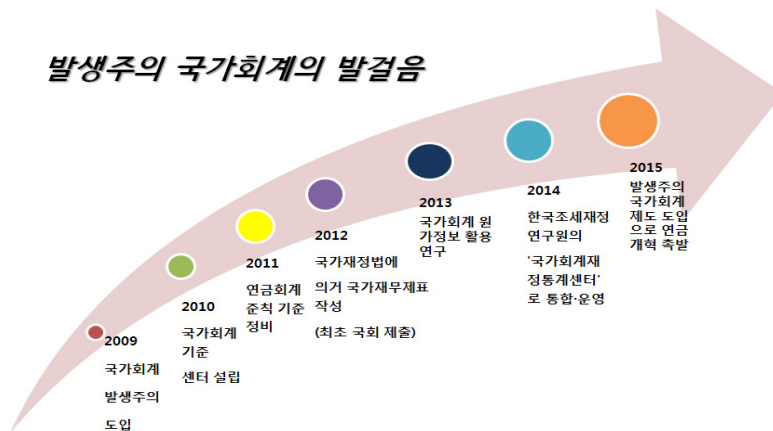 발생주의 국가회계의 발걸음
2009
국가회계
발생주의
도입
2010
국가회계
기준
센터 설립
2011
연금회계
준칙 기준
정비
2012
국가재정법에
의거 국가재무제표
작성
(최초 국회 제출)
2013
국가회계 원
가정보 활용
연구
2014
한국조세재정
연구원의
'국가회계재
정통계센터'
로 통합·운영
2015
발생주의
국가회계
제도 도입
으로 연금
개혁 촉발